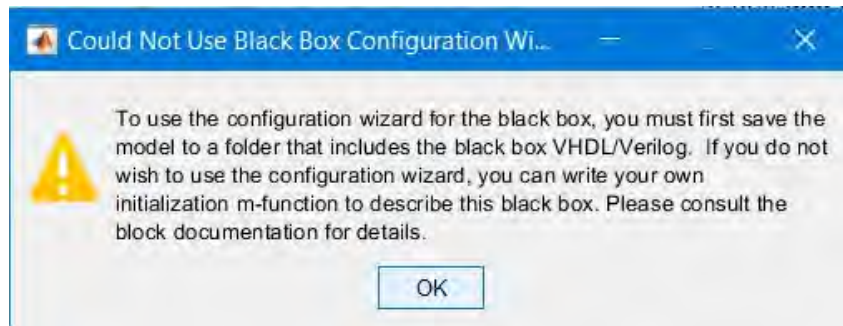 Could Not Use Black Box Configuration Wi...
To use the configuration wizard for the black box, you must first save the
model to a folder that includes the black box VHDL/Verilog. If you do not
wish to use the configuration wizard, you can write your own
initialization m-function to describe this black box. Please consult the
block documentation for details.
OK